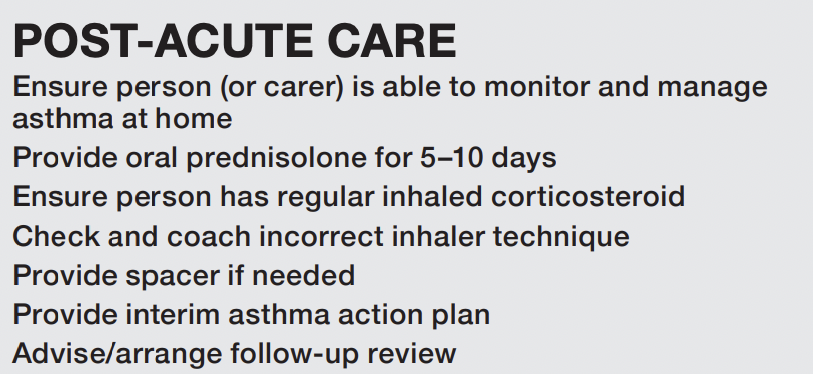 POST-ACUTE CARE
Ensure person (or carer) is able to monitor and manage
asthma at home
Provide oral prednisolone for 5–10 days
Ensure person has regular inhaled corticosteroid
Check and coach incorrect inhaler technique
Provide spacer if needed
Provide interim asthma action plan
Advise/arrange follow-up review